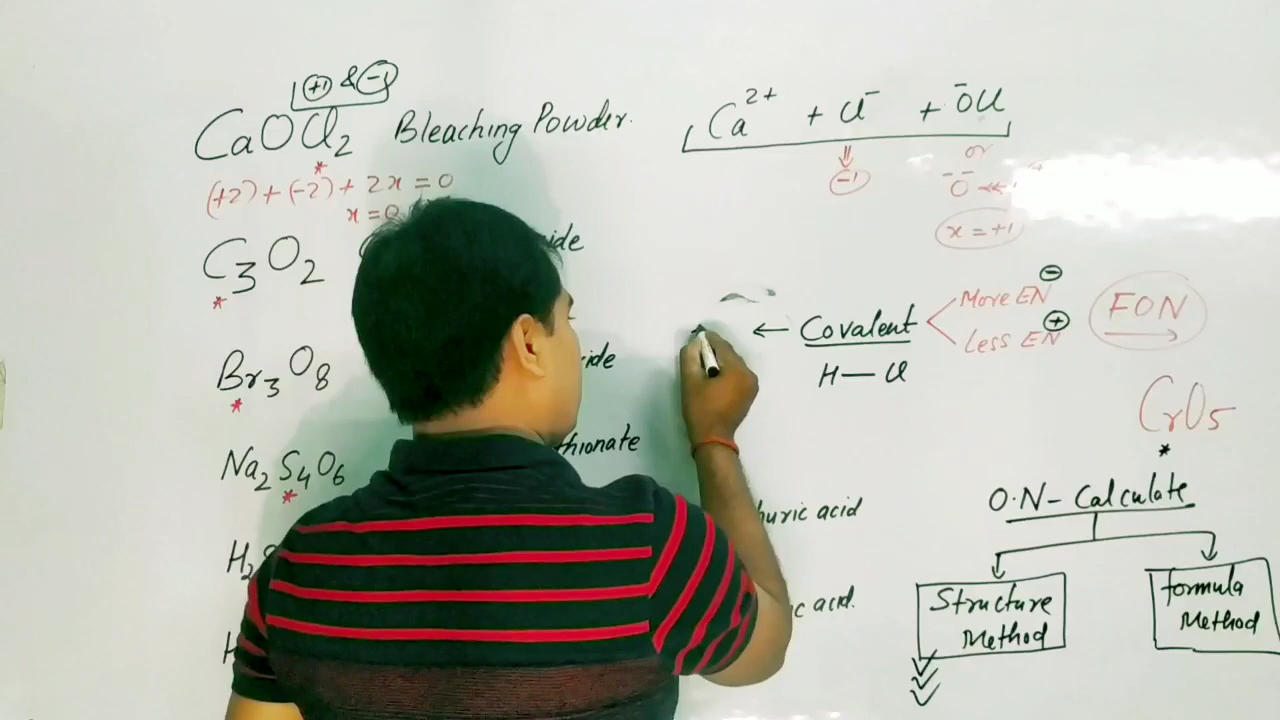 +1 & -1
CaOCl2 Bleaching Powder.
(+2)+(-2)+ 2x = 0
x = 0
C3O2 ide
*
Br3O8 ide
*
Na2S4O6 thionate
*
H2S huric acid
H ic acid.
Ca2+ + Cl- + -OCl
-1 or
-O
x = +1
← Covalent
H — Cl
More EN -
Less EN +
FON
CrO5
*
O.N - Calculate
Structure
Method
formula
Method